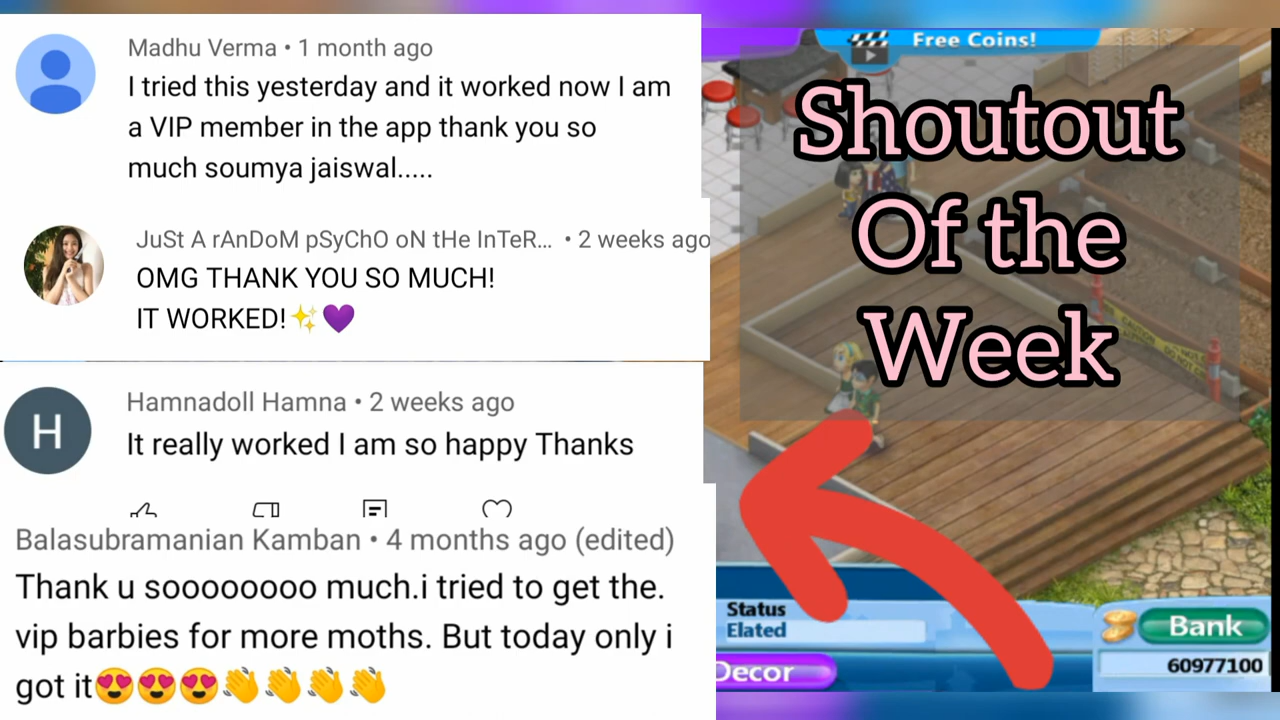 Madhu Verma • 1 month ago
I tried this yesterday and it worked now I am
a VIP member in the app thank you so
much soumya jaiswal.....
JuSt A rAnDoM pSyChO oN tHe InTeR... • 2 weeks ago
OMG THANK YOU SO MUCH!
IT WORKED!✨💜
H
Hamnadoll Hamna • 2 weeks ago
It really worked I am so happy Thanks
Balasubramanian Kamban • 4 months ago (edited)
Thank u soooooooo much.i tried to get the.
vip barbies for more moths. But today only i
got it😍😍😍👏👏👏👏
Free Coins!
Shoutout
Of the
Week
Status
Elated
Decor
Bank
60977100